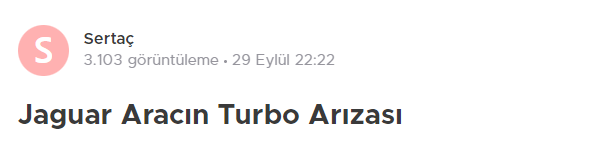 S
Sertaç
3.103 görüntüleme • 29 Eylül 22:22
Jaguar Aracın Turbo Arızası